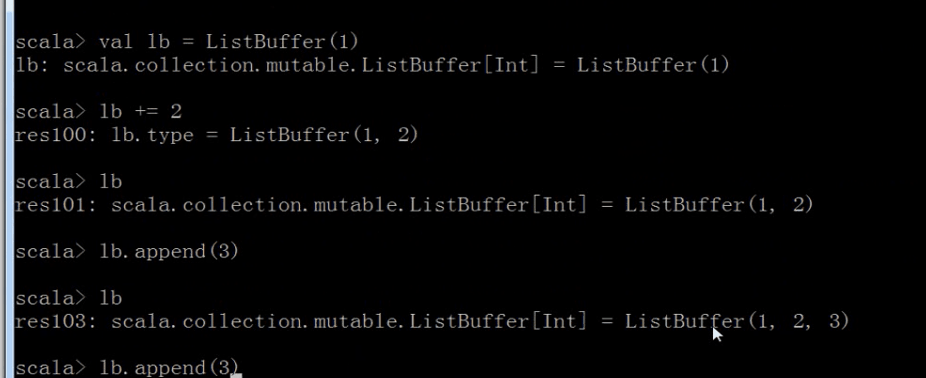 scala> val lb = ListBuffer(1)
lb: scala.collection.mutable.ListBuffer[Int] = ListBuffer(1)
scala> lb += 2
res100: lb.type = ListBuffer(1, 2)
scala> lb
res101: scala.collection.mutable.ListBuffer[Int] = ListBuffer(1, 2)
scala> lb.append(3)
scala> lb
res103: scala.collection.mutable.ListBuffer[Int] = ListBuffer(1, 2, 3)
scala> lb.append(3)